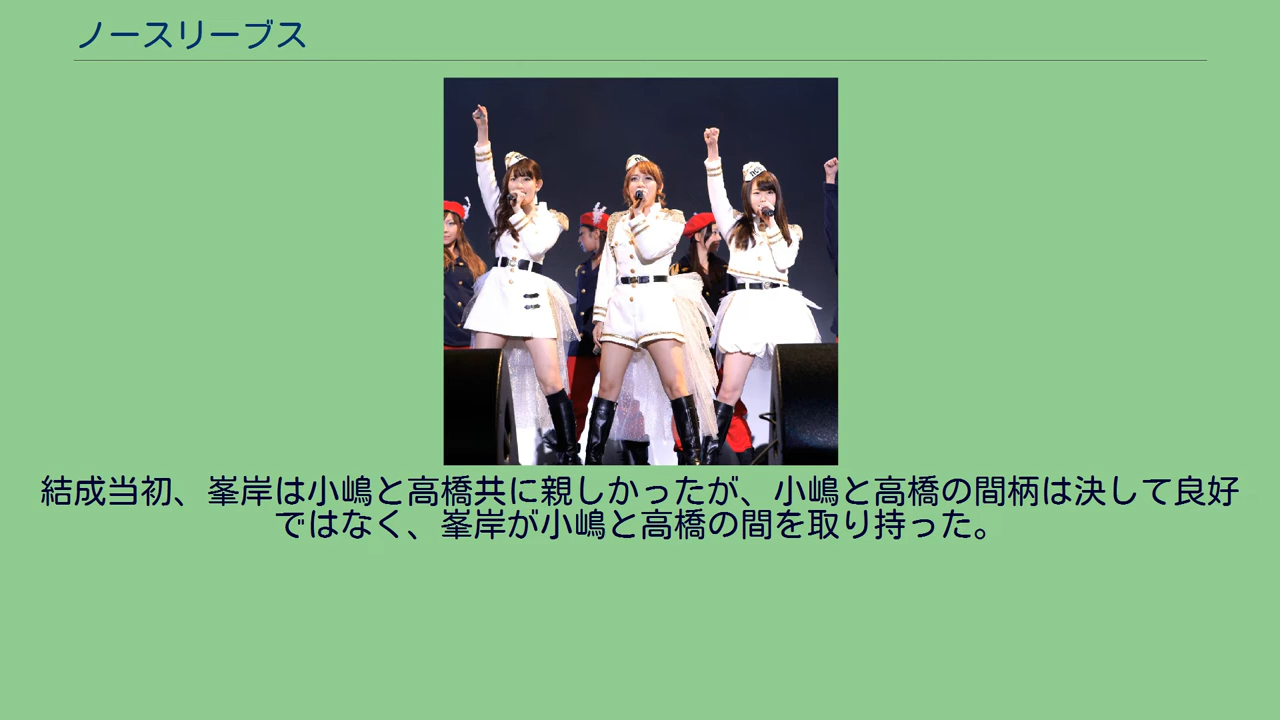 ノースリーブス
結成当初、峯岸は小嶋と高橋共に親しかったが、小嶋と高橋の間柄は決して良好
ではなく、峯岸が小嶋と高橋の間を取り持った。